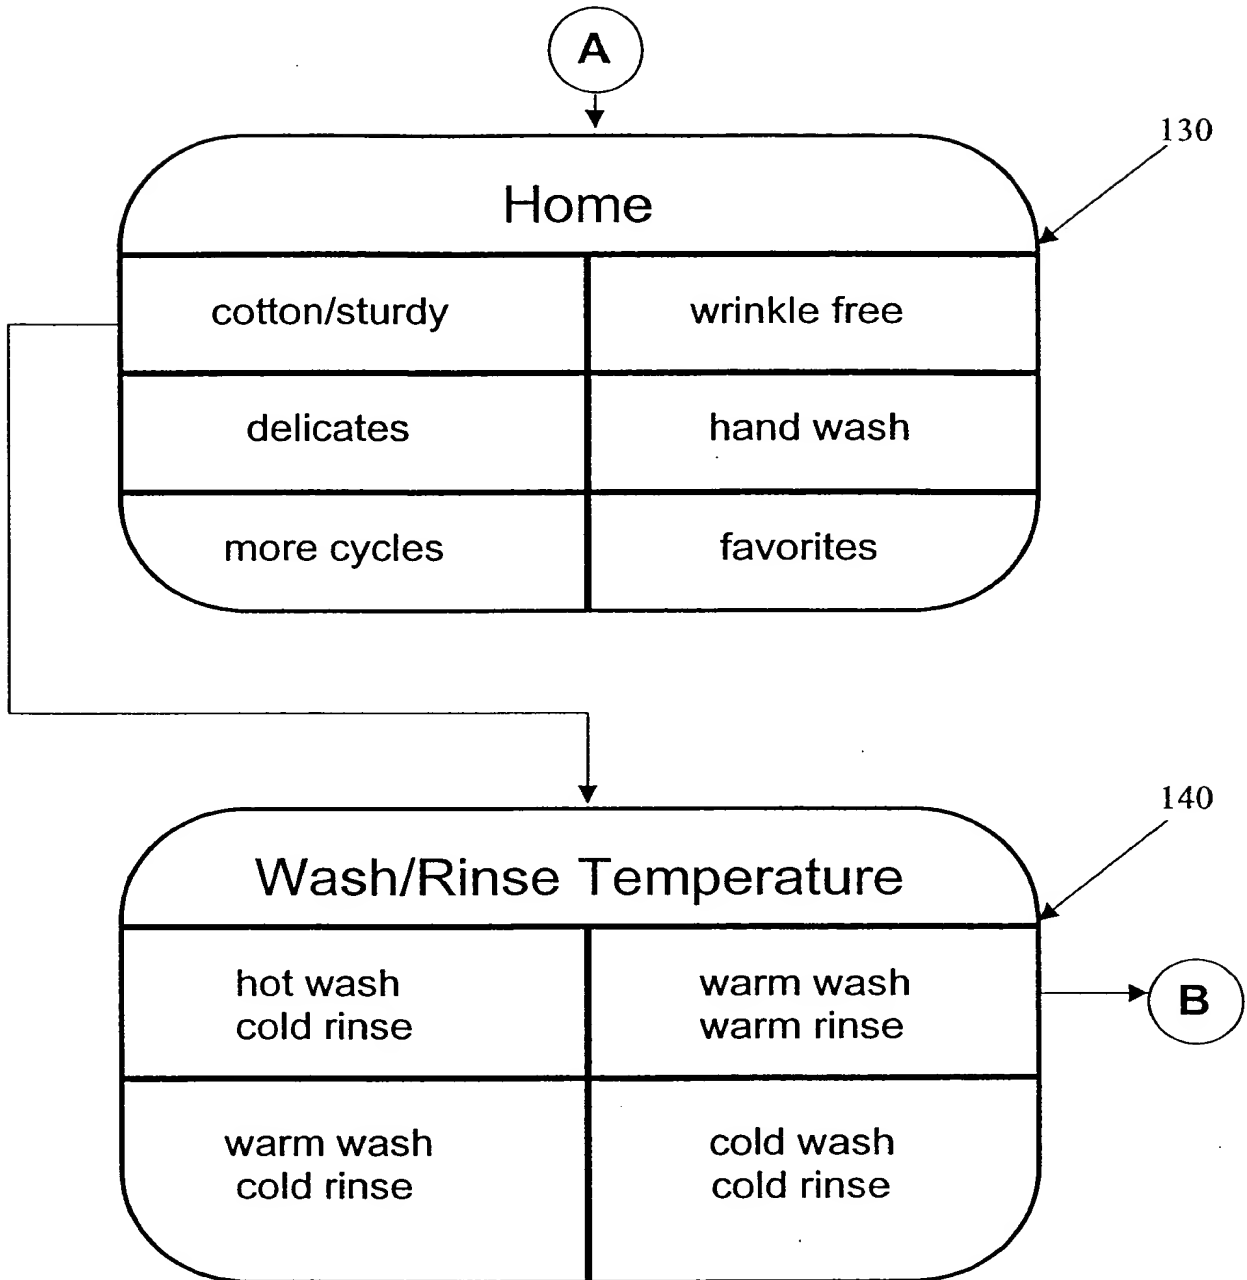 A
130
Home
cotton/sturdy
wrinkle free
delicates
hand wash
more cycles
favorites
140
Wash/Rinse Temperature
hot wash
cold rinse
warm wash
warm rinse
B
warm wash
cold rinse
cold wash
cold rinse